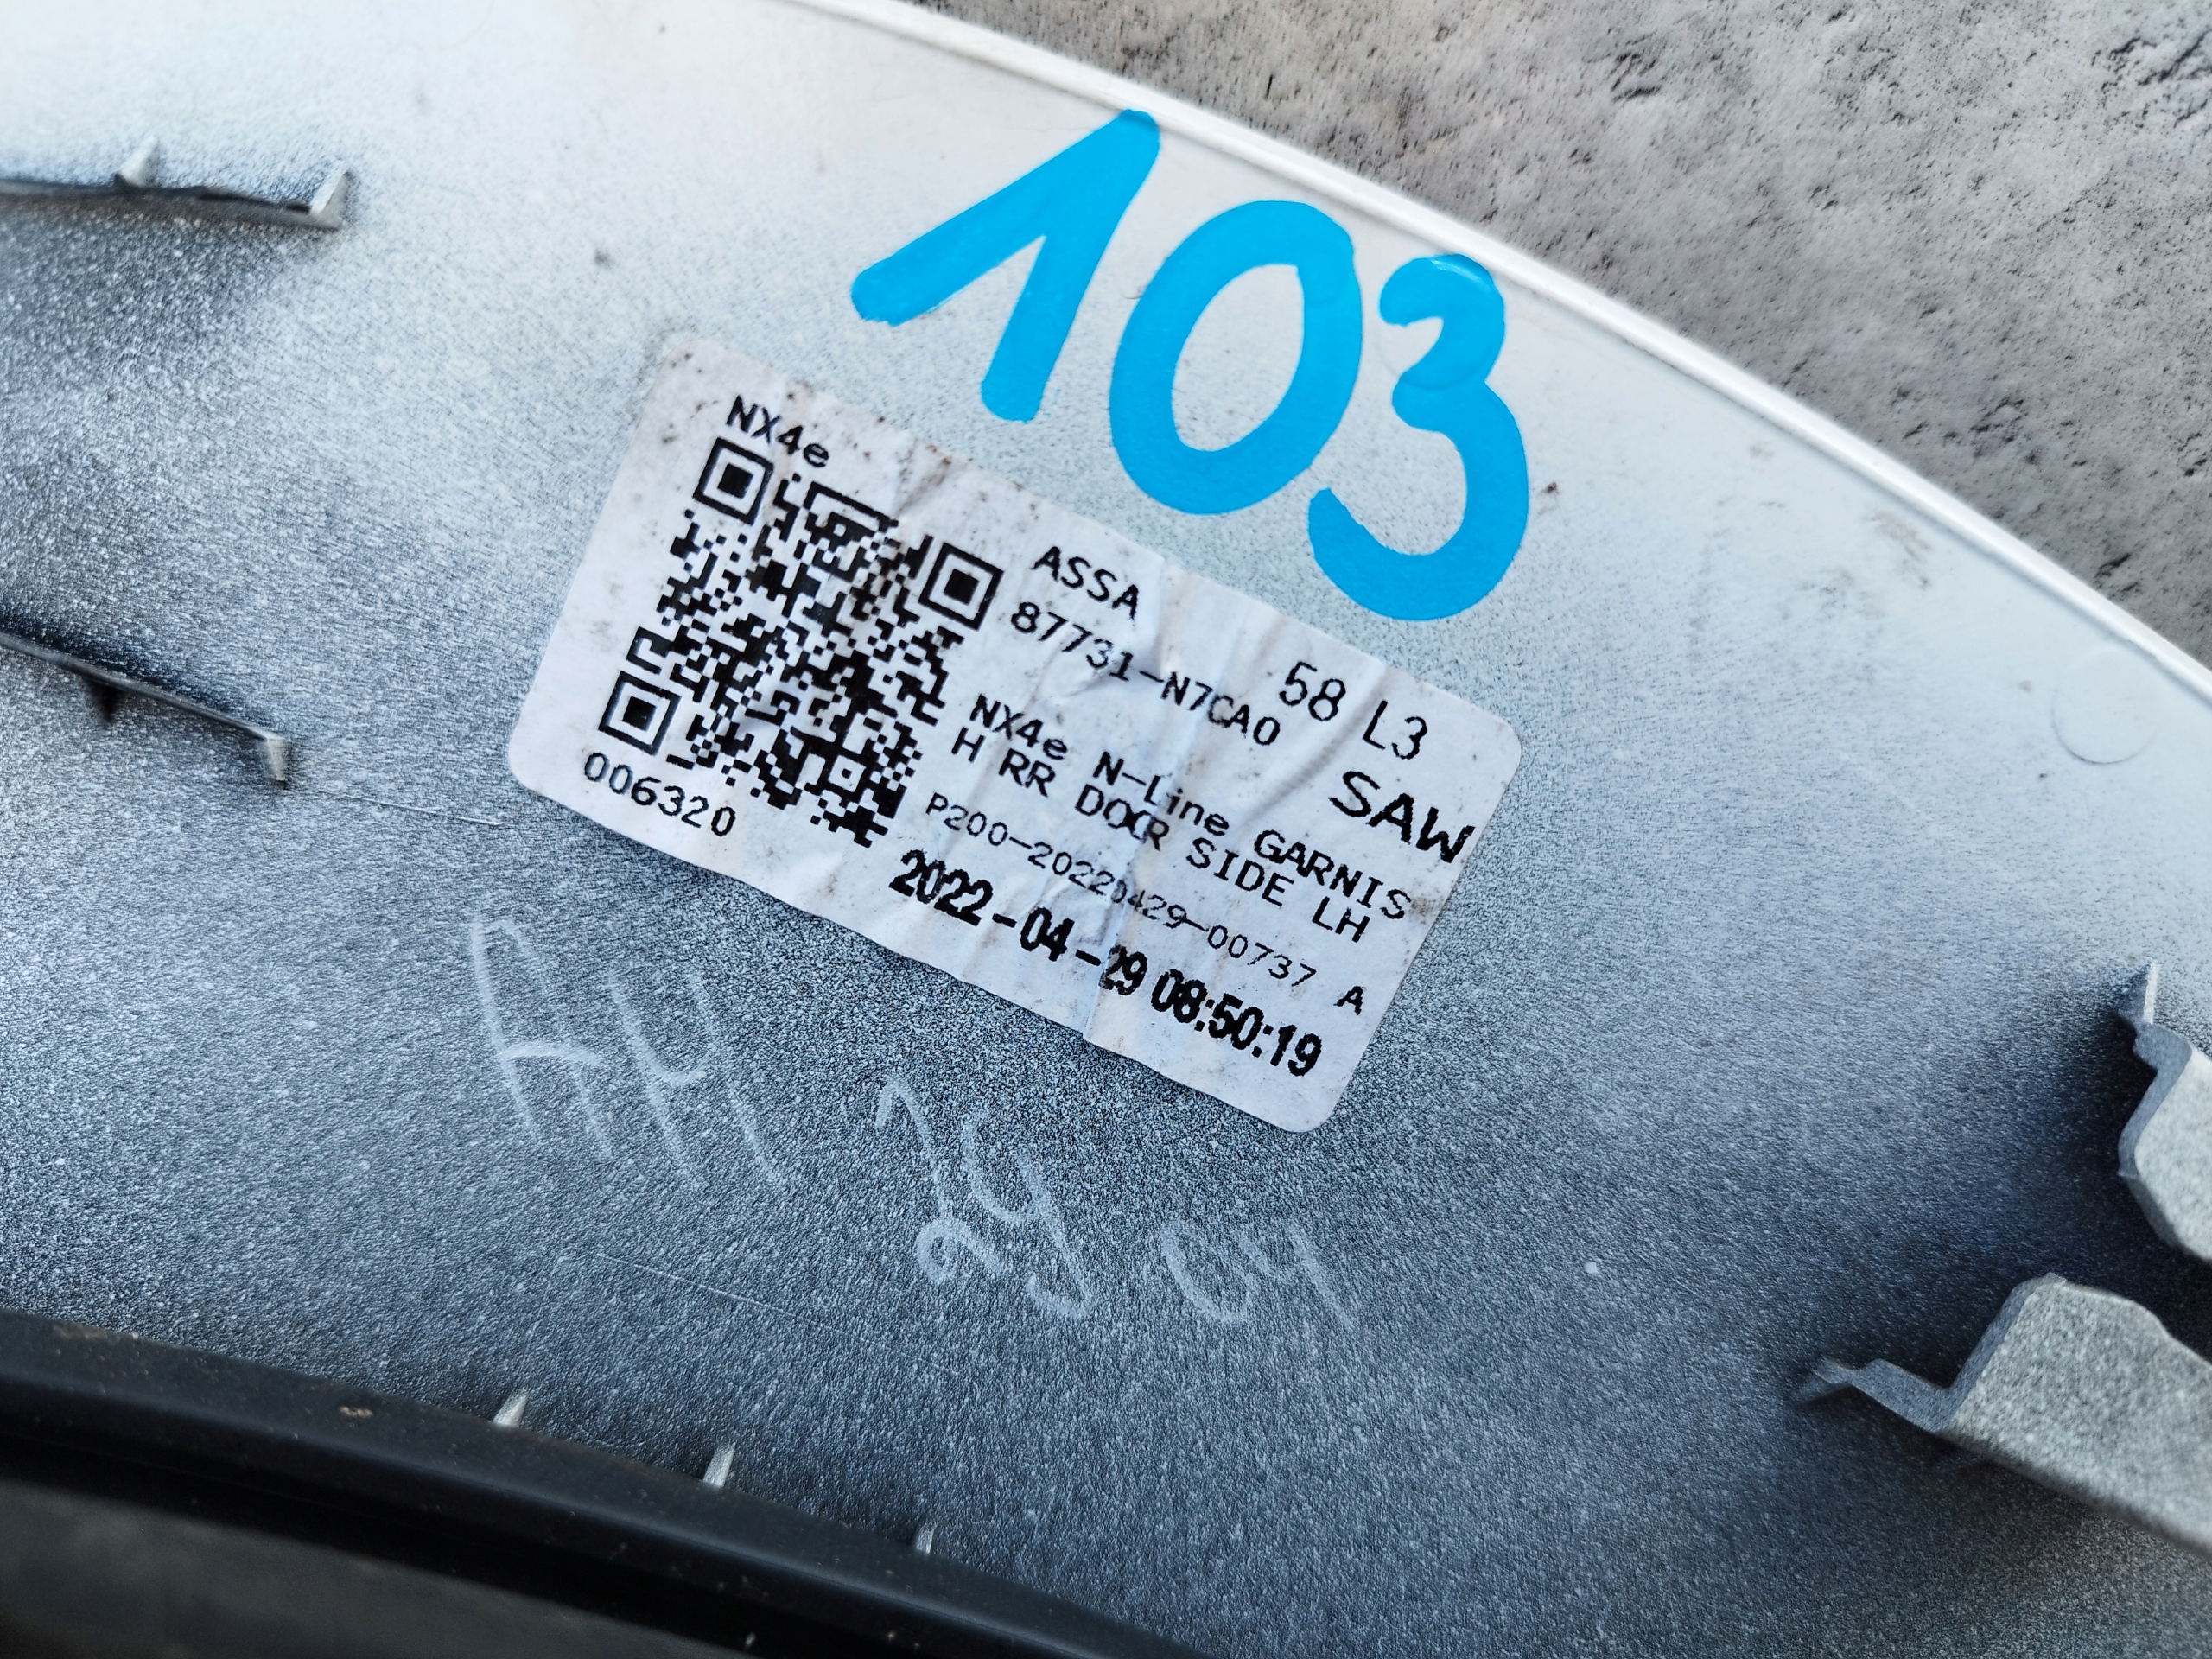 103
NX4e
ASSA
58 L3
87731-N7CA0
SAW
NX4e N-Line GARNIS
H RR DOOR SIDE LH
P200-20220429-00737 A
006320
2022-04-29 08:50:19
29 04